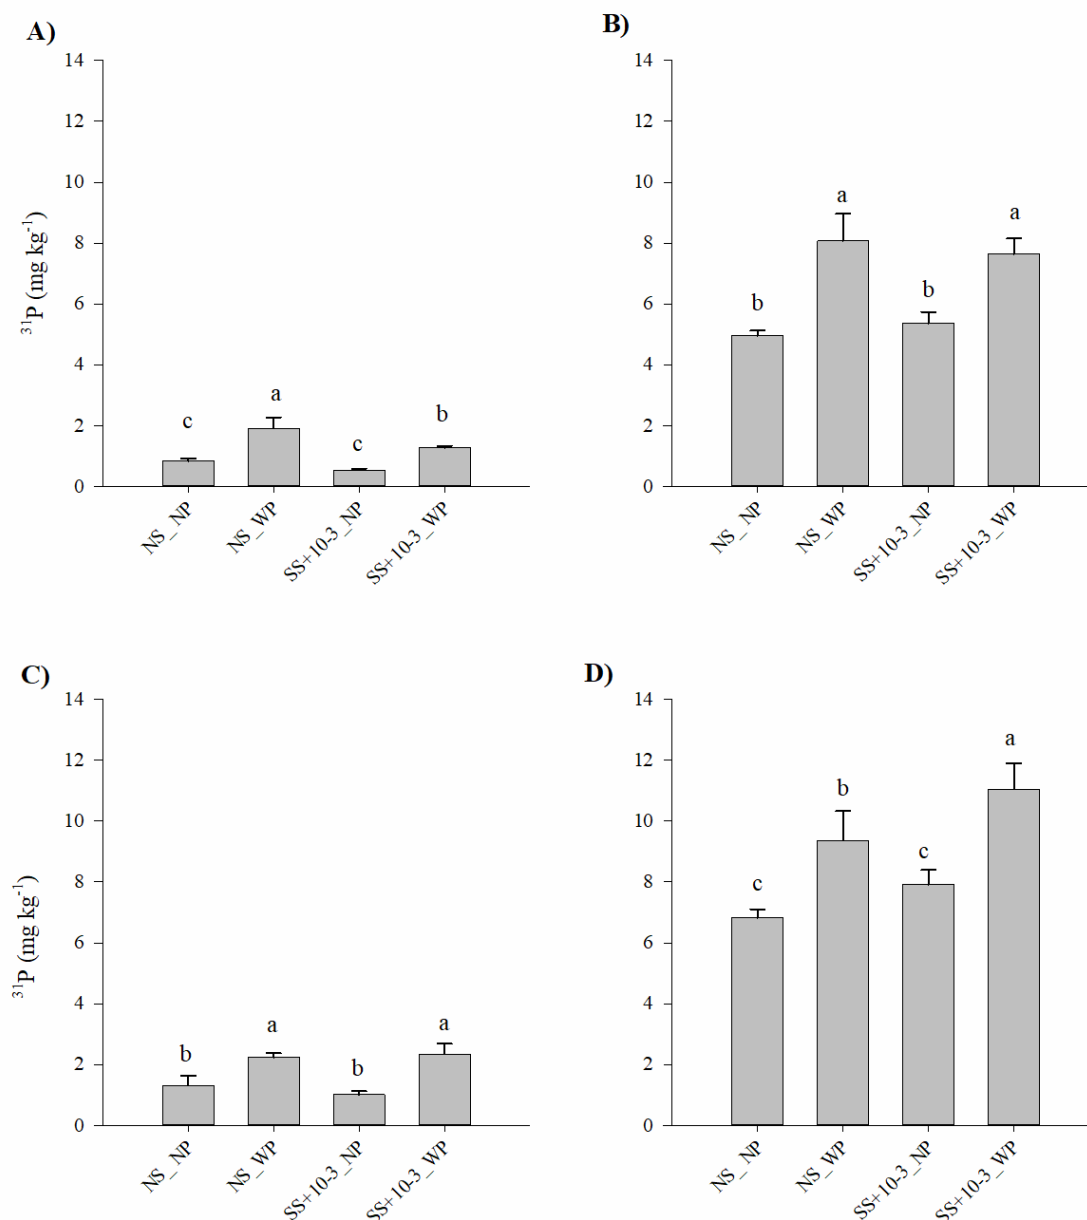 A)
14
12
10
8
6
4
2
0
³¹P (mg kg⁻¹)
c
a
c
b
NS_NP
NS_WP
SS+10-3_NP
SS+10-3_WP
B)
14
12
10
8
6
4
2
0
b
a
b
a
NS_NP
NS_WP
SS+10-3_NP
SS+10-3_WP
C)
14
12
10
8
6
4
2
0
³¹P (mg kg⁻¹)
b
a
b
a
NS_NP
NS_WP
SS+10-3_NP
SS+10-3_WP
D)
14
12
10
8
6
4
2
0
c
b
c
a
NS_NP
NS_WP
SS+10-3_NP
SS+10-3_WP